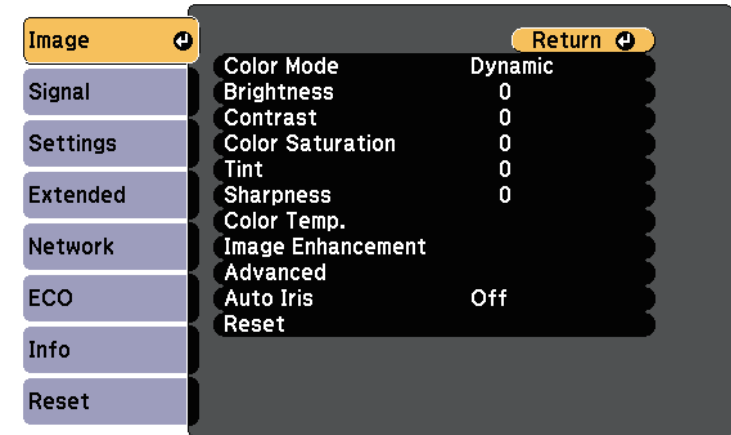 Image
Signal
Settings
Extended
Network
ECO
Info
Reset
Return
Color Mode Dynamic
Brightness 0
Contrast 0
Color Saturation 0
Tint 0
Sharpness 0
Color Temp.
Image Enhancement
Advanced
Auto Iris Off
Reset